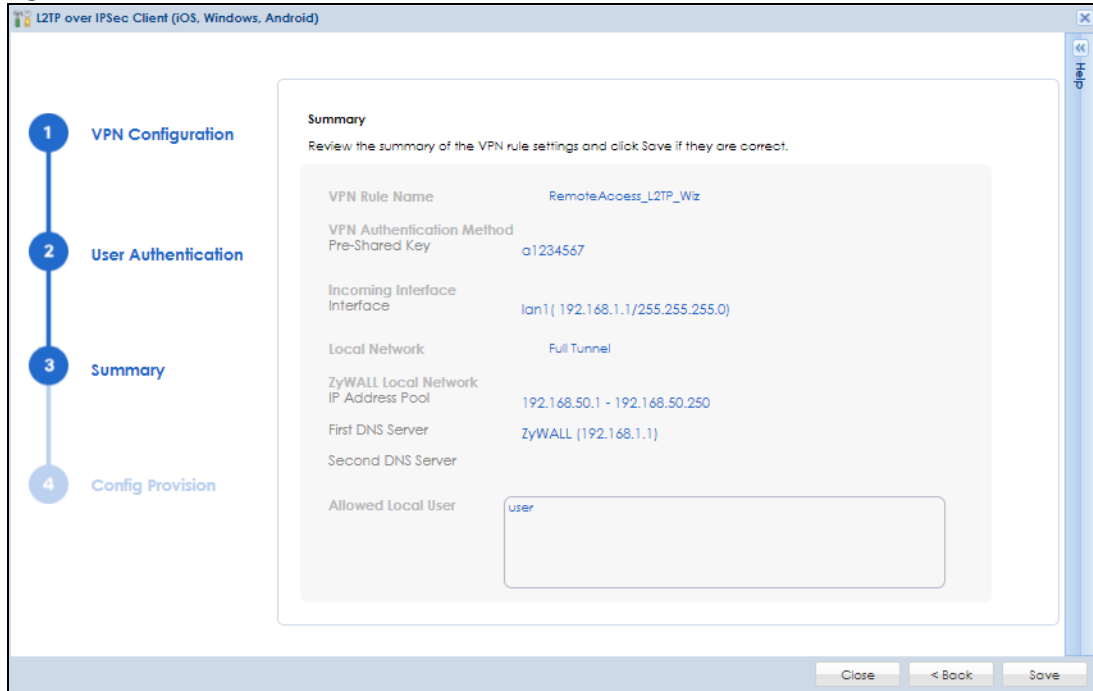 L2TP over IPSec Client (iOS, Windows, Android)
Help
1 VPN Configuration
2 User Authentication
3 Summary
4 Config Provision
Summary
Review the summary of the VPN rule settings and click Save if they are correct.
VPN Rule Name RemoteAccess_L2TP_Wiz
VPN Authentication Method
Pre-Shared Key a1234567
Incoming Interface
Interface lan1( 192.168.1.1/255.255.255.0)
Local Network Full Tunnel
ZyWALL Local Network
IP Address Pool 192.168.50.1 - 192.168.50.250
First DNS Server ZyWALL (192.168.1.1)
Second DNS Server
Allowed Local User user
Close < Back Save